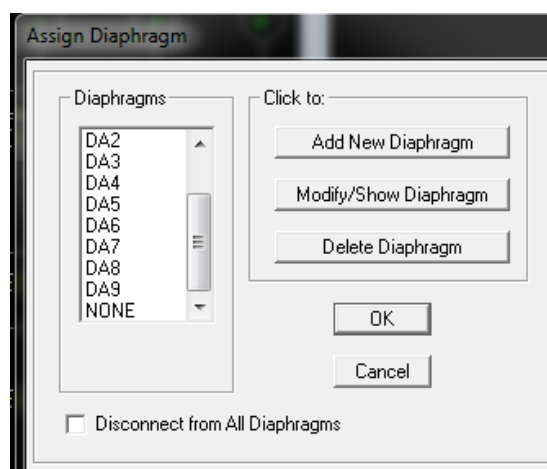 Assign Diaphragm
Diaphragms
DA2
DA3
DA4
DA5
DA6
DA7
DA8
DA9
NONE
Click to:
Add New Diaphragm
Modify/Show Diaphragm
Delete Diaphragm
OK
Cancel
Disconnect from All Diaphragms